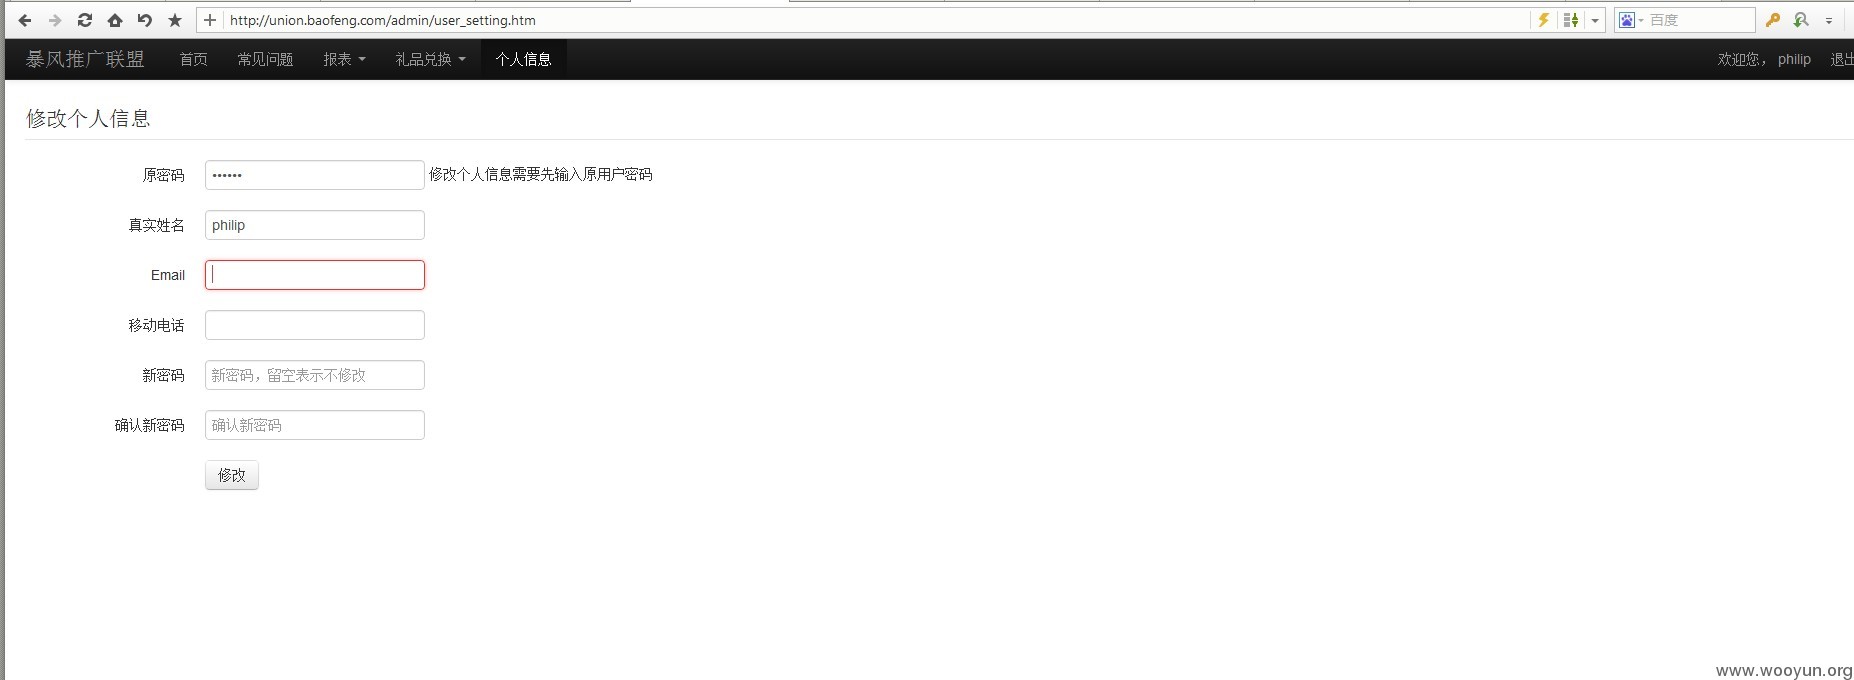 http://union.baofeng.com/admin/user_setting.htm 百度
暴风推广联盟 首页 常见问题 报表 礼品兑换 个人信息 欢迎您， philip 退出
修改个人信息
原密码 •••••• 修改个人信息需要先输入原用户密码
真实姓名 philip
Email
移动电话
新密码 新密码，留空表示不修改
确认新密码 确认新密码
修改
www.wooyun.org